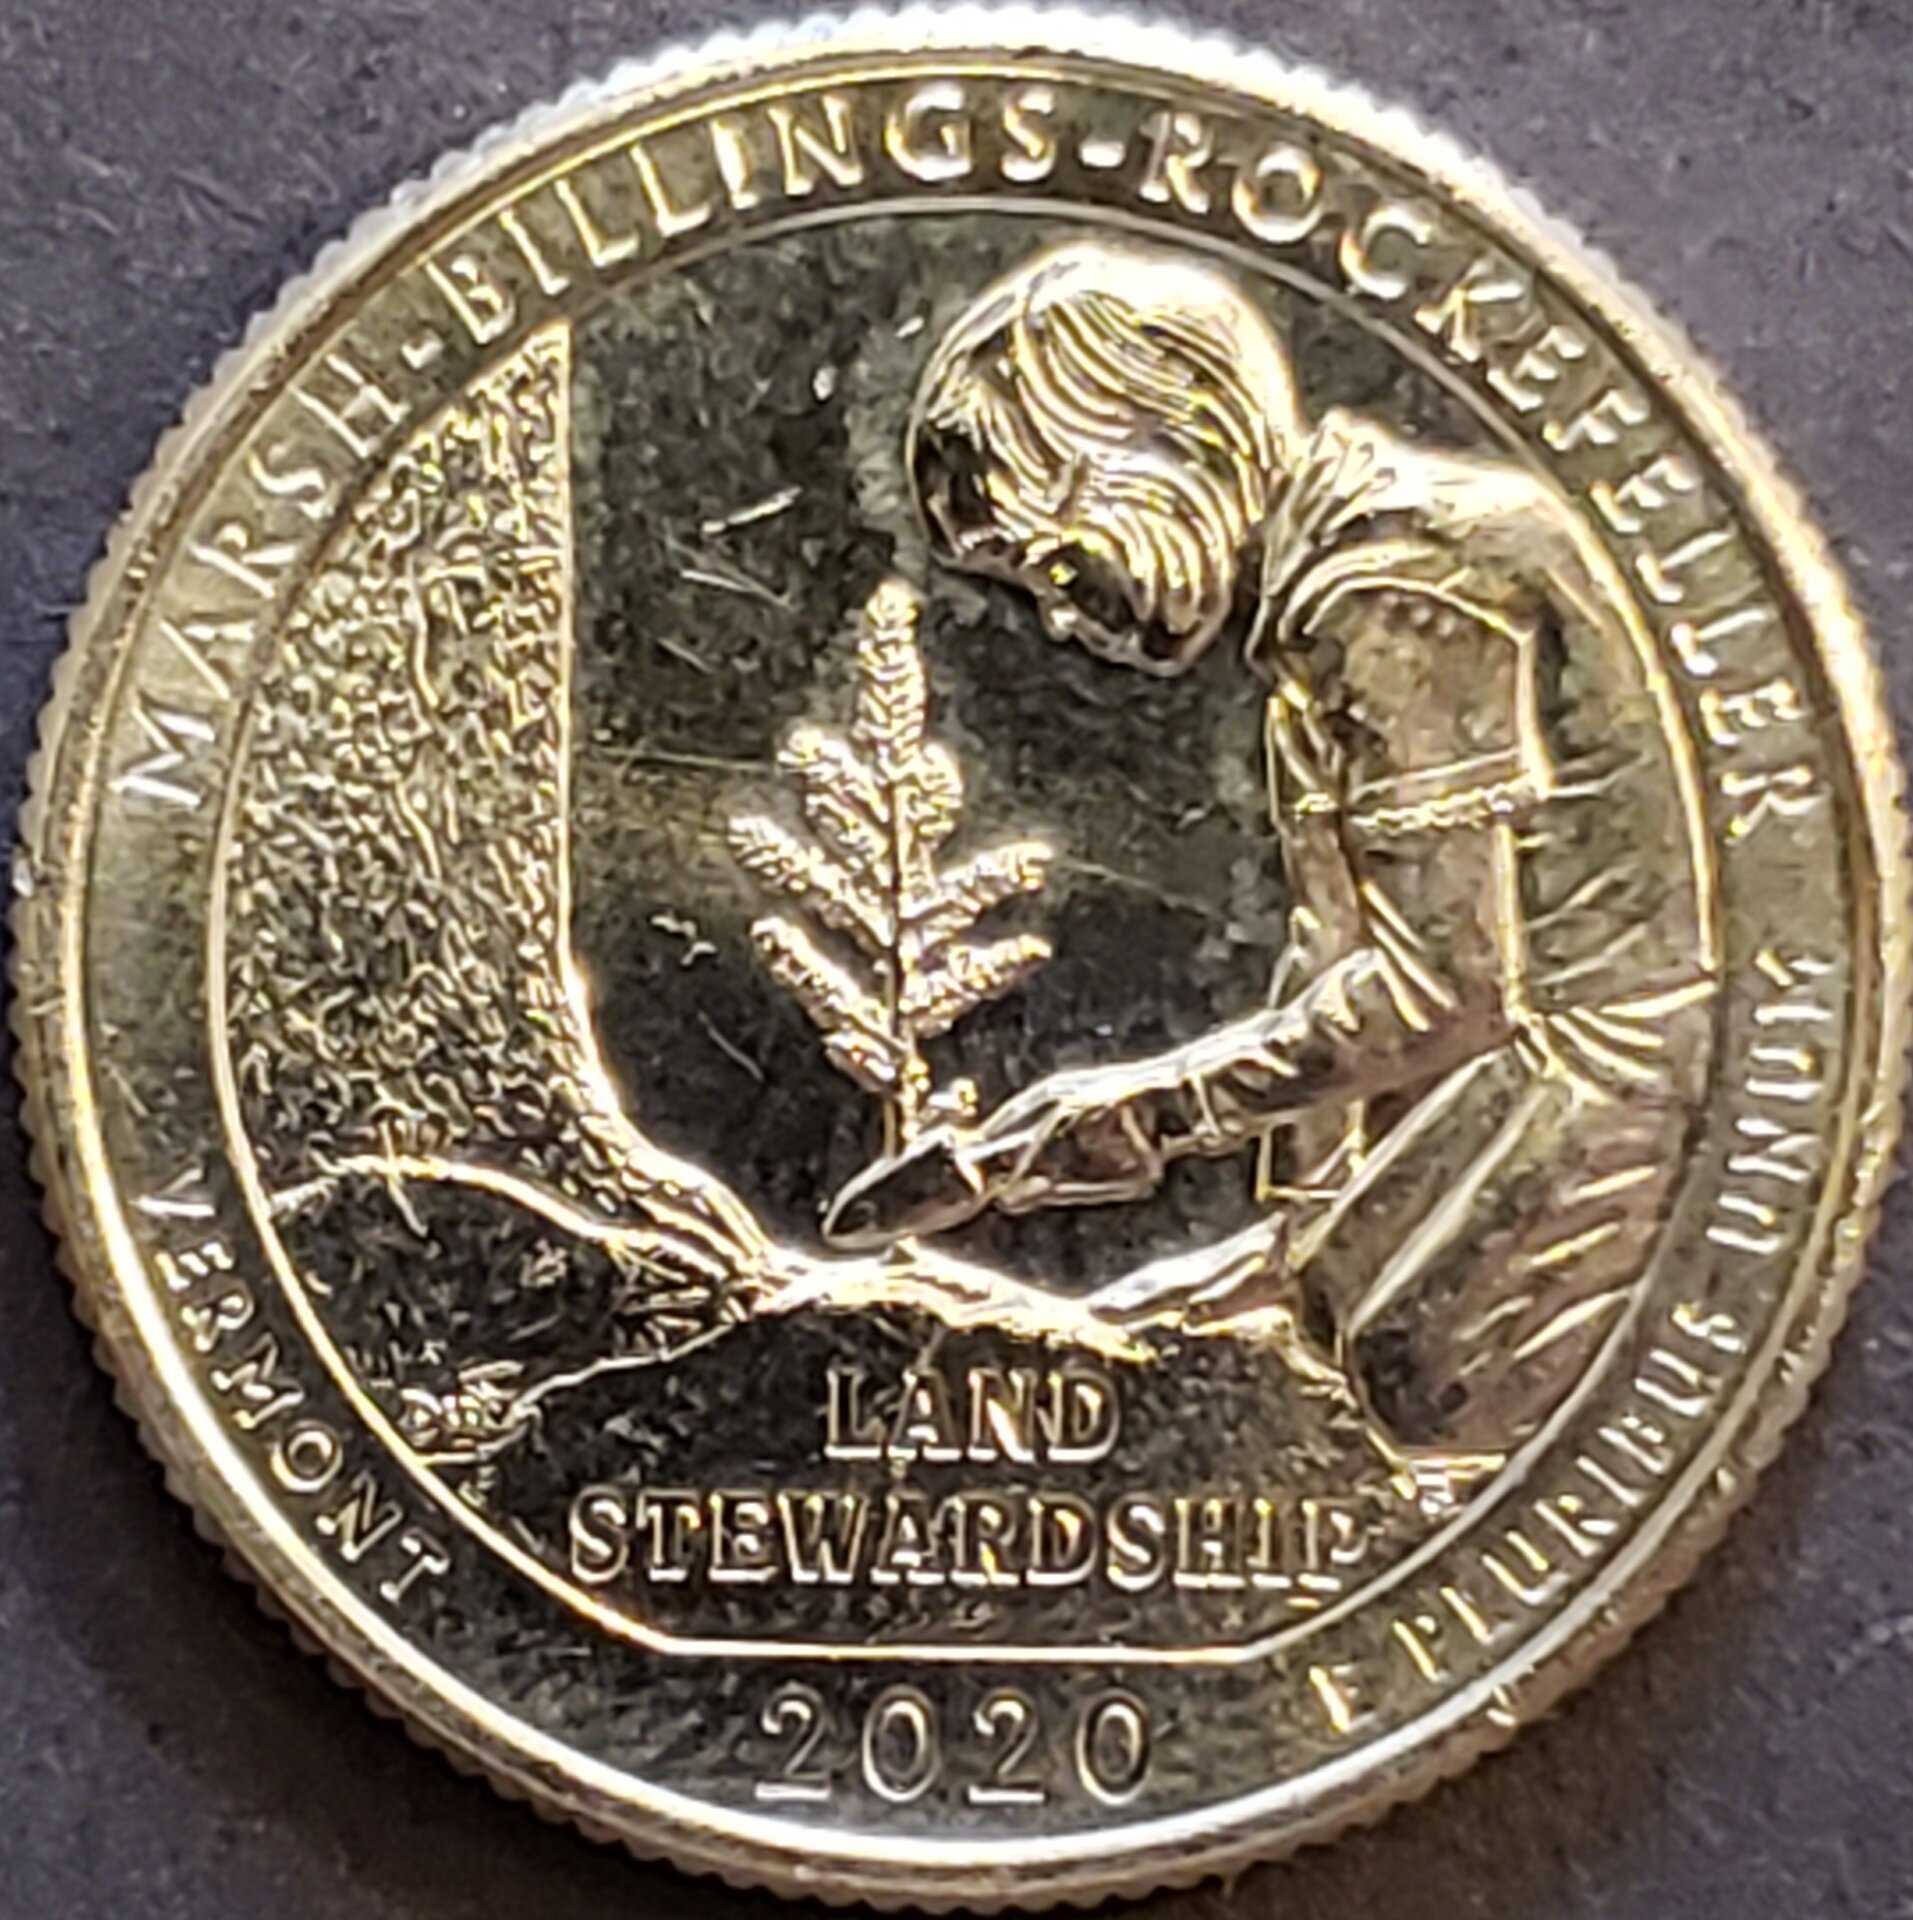 MARSH-BILLINGS-ROCKEFELLER
VERMONT
LAND
STEWARDSHIP
2020
E PLURIBUS UNUM